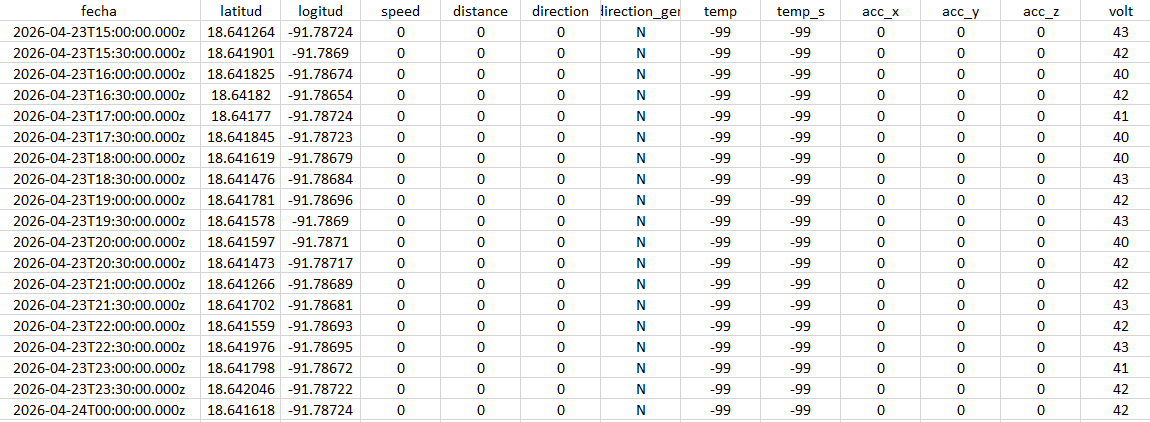 fecha latitud logitud speed distance direction direction_ger temp temp_s acc_x acc_y acc_z volt
2026-04-23T15:00:00.000z 18.641264 -91.78724 0 0 0 N -99 -99 0 0 0 43
2026-04-23T15:30:00.000z 18.641901 -91.7869 0 0 0 N -99 -99 0 0 0 42
2026-04-23T16:00:00.000z 18.641825 -91.78674 0 0 0 N -99 -99 0 0 0 40
2026-04-23T16:30:00.000z 18.64182 -91.78654 0 0 0 N -99 -99 0 0 0 42
2026-04-23T17:00:00.000z 18.64177 -91.78724 0 0 0 N -99 -99 0 0 0 41
2026-04-23T17:30:00.000z 18.641845 -91.78723 0 0 0 N -99 -99 0 0 0 40
2026-04-23T18:00:00.000z 18.641619 -91.78679 0 0 0 N -99 -99 0 0 0 40
2026-04-23T18:30:00.000z 18.641476 -91.78684 0 0 0 N -99 -99 0 0 0 43
2026-04-23T19:00:00.000z 18.641781 -91.78696 0 0 0 N -99 -99 0 0 0 42
2026-04-23T19:30:00.000z 18.641578 -91.7869 0 0 0 N -99 -99 0 0 0 43
2026-04-23T20:00:00.000z 18.641597 -91.7871 0 0 0 N -99 -99 0 0 0 40
2026-04-23T20:30:00.000z 18.641473 -91.78717 0 0 0 N -99 -99 0 0 0 42
2026-04-23T21:00:00.000z 18.641266 -91.78689 0 0 0 N -99 -99 0 0 0 42
2026-04-23T21:30:00.000z 18.641702 -91.78681 0 0 0 N -99 -99 0 0 0 43
2026-04-23T22:00:00.000z 18.641559 -91.78693 0 0 0 N -99 -99 0 0 0 42
2026-04-23T22:30:00.000z 18.641976 -91.78695 0 0 0 N -99 -99 0 0 0 43
2026-04-23T23:00:00.000z 18.641798 -91.78672 0 0 0 N -99 -99 0 0 0 41
2026-04-23T23:30:00.000z 18.642046 -91.78722 0 0 0 N -99 -99 0 0 0 42
2026-04-24T00:00:00.000z 18.641618 -91.78724 0 0 0 N -99 -99 0 0 0 42